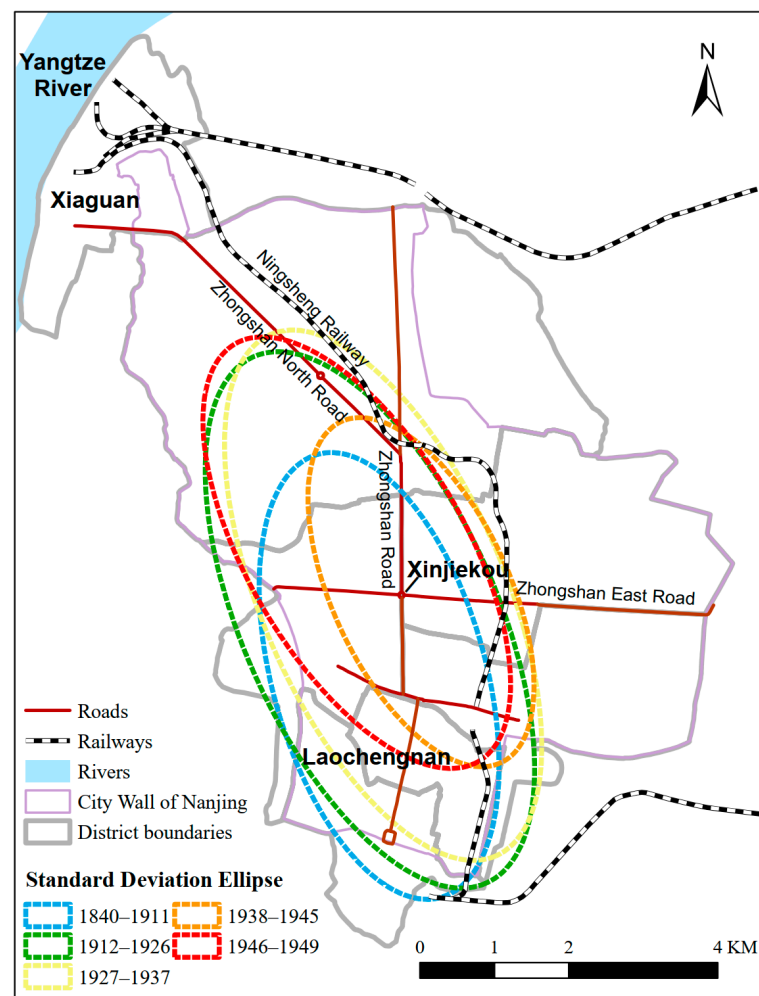 Yangtze
River
N
Xiaguan
Ningsheng Railway
Zhongshan North Road
Zhongshan Road
Xinjiekou
Zhongshan East Road
Laochengnan
Roads
Railways
Rivers
City Wall of Nanjing
District boundaries
Standard Deviation Ellipse
1840–1911
1938–1945
1912–1926
1946–1949
1927–1937
0 1 2 4 KM